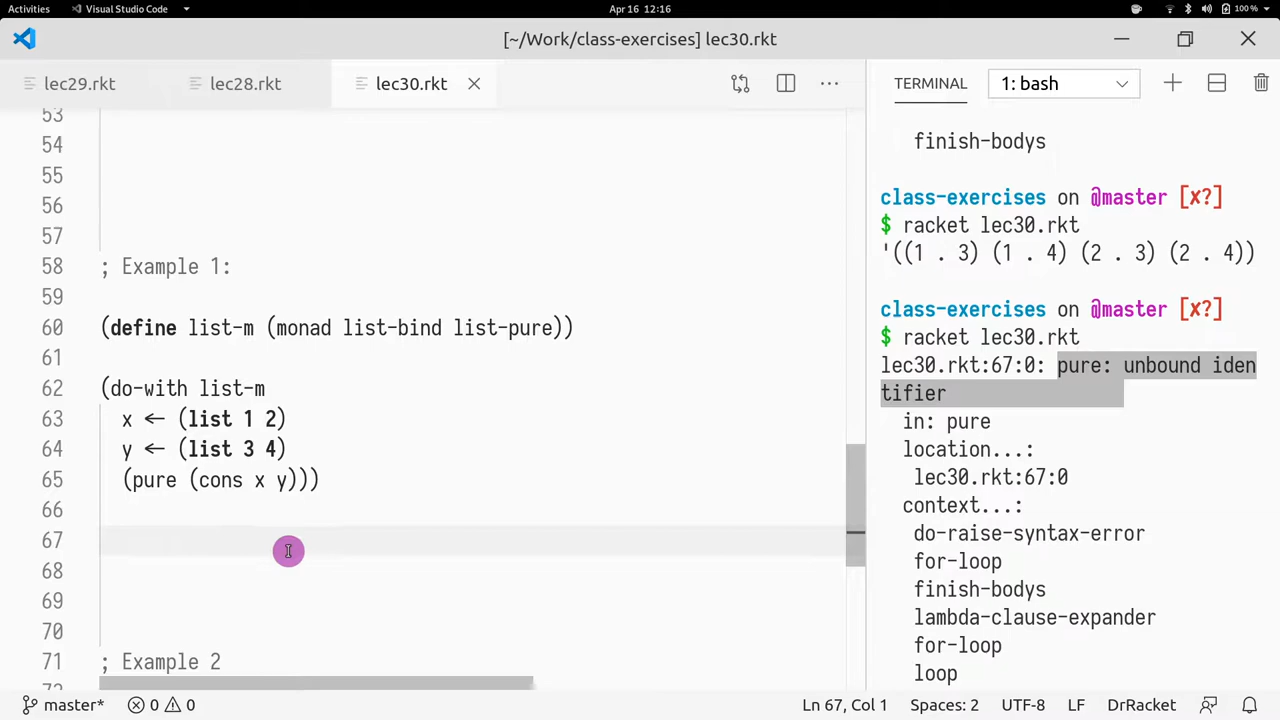 Activities Visual Studio Code Apr 16 12:16 100 %
[~/Work/class-exercises] lec30.rkt
lec29.rkt lec28.rkt lec30.rkt
TERMINAL 1: bash
53
54
55
56
57
58 ; Example 1:
59
60 (define list-m (monad list-bind list-pure))
61
62 (do-with list-m
63 x ← (list 1 2)
64 y ← (list 3 4)
65 (pure (cons x y)))
66
67
68
69
70
71 ; Example 2
finish-bodys
class-exercises on @master [✘?]
$ racket lec30.rkt
'((1 . 3) (1 . 4) (2 . 3) (2 . 4))
class-exercises on @master [✘?]
$ racket lec30.rkt
lec30.rkt:67:0: pure: unbound iden
tifier
in: pure
location...:
lec30.rkt:67:0
context...:
do-raise-syntax-error
for-loop
finish-bodys
lambda-clause-expander
for-loop
loop
master* 0 0 Ln 67, Col 1 Spaces: 2 UTF-8 LF DrRacket